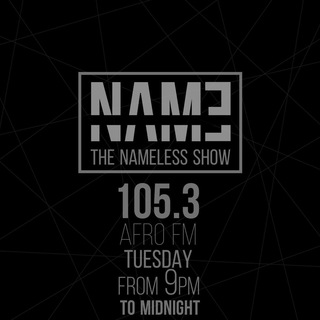 NAME
THE NAMELESS SHOW
105.3
AFRO FM
TUESDAY
FROM 9PM
TO MIDNIGHT